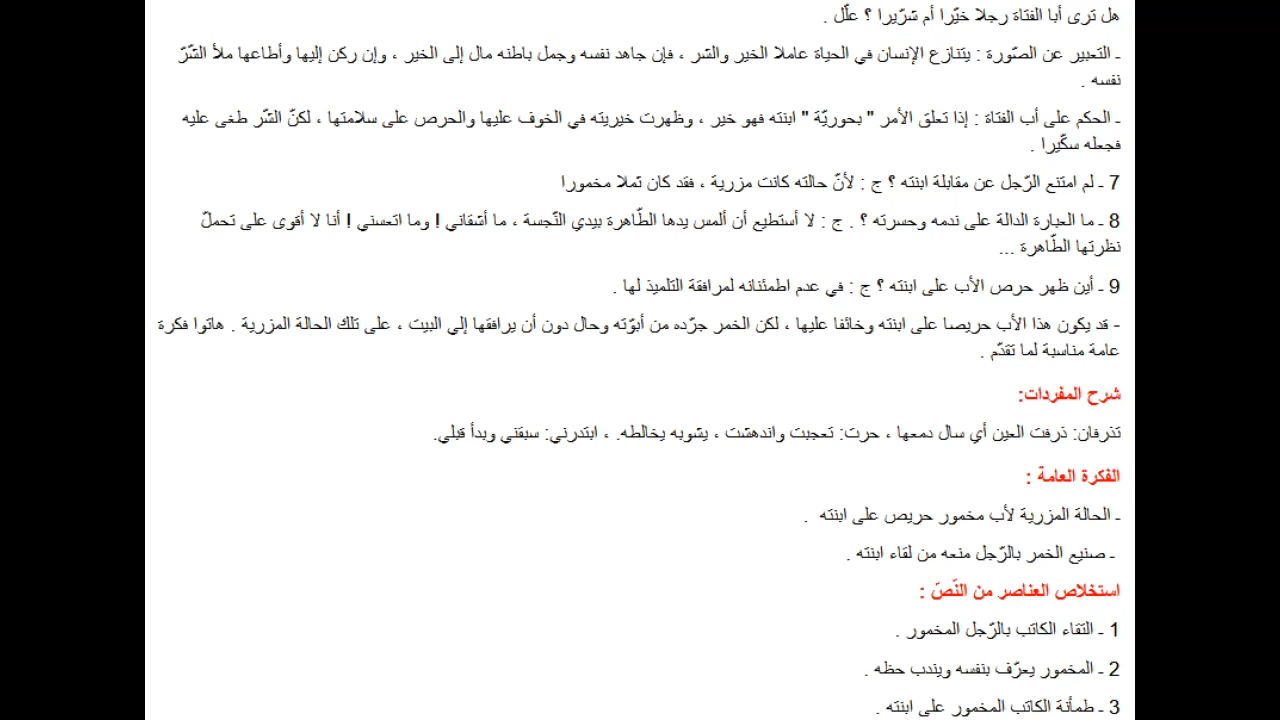 هل ترى أبا الفتاة رجلا خيّرا أم شرّيرا ؟ علّل .
ـ التعبير عن الصّورة : يتنازع الإنسان في الحياة عاملا الخير والشر ، فإن جاهد نفسه وجمل باطنه مال إلى الخير ، وإن ركن إليها وأطاعها ملأ الشّرّ
نفسه .
ـ الحكم على أب الفتاة : إذا تعلق الأمر " بحوريّة " ابنته فهو خير ، وظهرت خيريته في الخوف عليها والحرص على سلامتها ، لكنّ الشّر طغى عليه
فجعله سكّيرا .
7 ـ لم امتنع الرّجل عن مقابلة ابنته ؟ ج : لأنّ حالته كانت مزرية ، فقد كان ثملا مخمورا
8 ـ ما العبارة الدالة على ندمه وحسرته ؟ . ج : لا أستطيع أن ألمس يدها الطّاهرة بيدي النّجسة ، ما أشقاني ! وما اتعسني ! أنا لا أقوى على تحملّ
نظرتها الطّاهرة ...
9 ـ أين ظهر حرص الأب على ابنته ؟ ج : في عدم اطمئنانه لمرافقة التلميذ لها .
- قد يكون هذا الأب حريصا على ابنته وخائفا عليها ، لكن الخمر جرّده من أبوّته وحال دون أن يرافقها إلي البيت ، على تلك الحالة المزرية . هاتوا فكرة
عامة مناسبة لما تقدّم .
شرح المفردات:
تذرفان: ذرفت العين أي سال دمعها ، حرت: تعجبت واندهشت ، يشوبه يخالطه. ، ابتدرني: سبقني وبدأ قبلي.
الفكرة العامة :
ـ الحالة المزرية لأب مخمور حريص على ابنته .
ـ صنيع الخمر بالرّجل منعه من لقاء ابنته .
استخلاص العناصر من النّصّ :
1 ـ التقاء الكاتب بالرّجل المخمور .
2 ـ المخمور يعرّف بنفسه ويندب حظه .
3 ـ طمأنة الكاتب المخمور على ابنته .